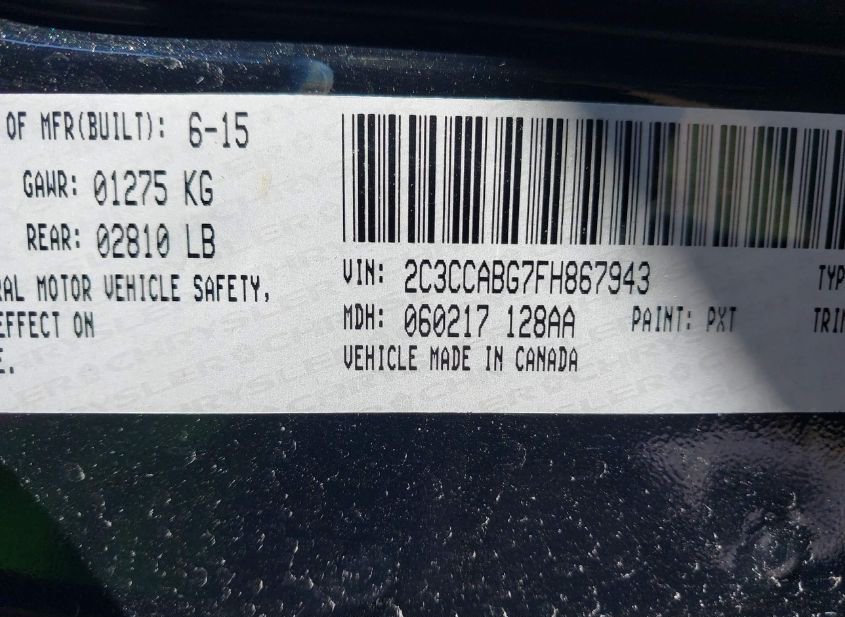 OF MFR(BUILT): 6-15
GAWR: 01275 KG
REAR: 02810 LB
MOTOR VEHICLE SAFETY,
EFFECT ON
VIN: 2C3CCABG7FH867943
MDH: 060217 128AA PAINT: PXT
VEHICLE MADE IN CANADA
CHRYSLER